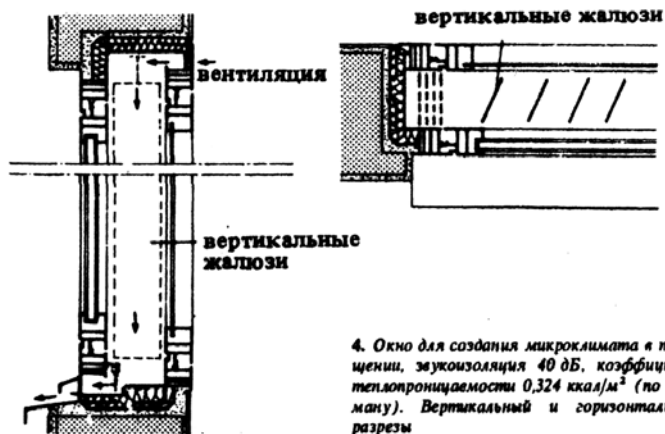 вертикальные жалюзи
вентиляция
вертикальные
жалюзи
4. Окно для создания микроклимата в п
щении, звукоизоляция 40 дБ, коэффици
теплопроницаемости 0,324 ккал/м² (по
ману). Вертикальный и горизонтал
разрезы